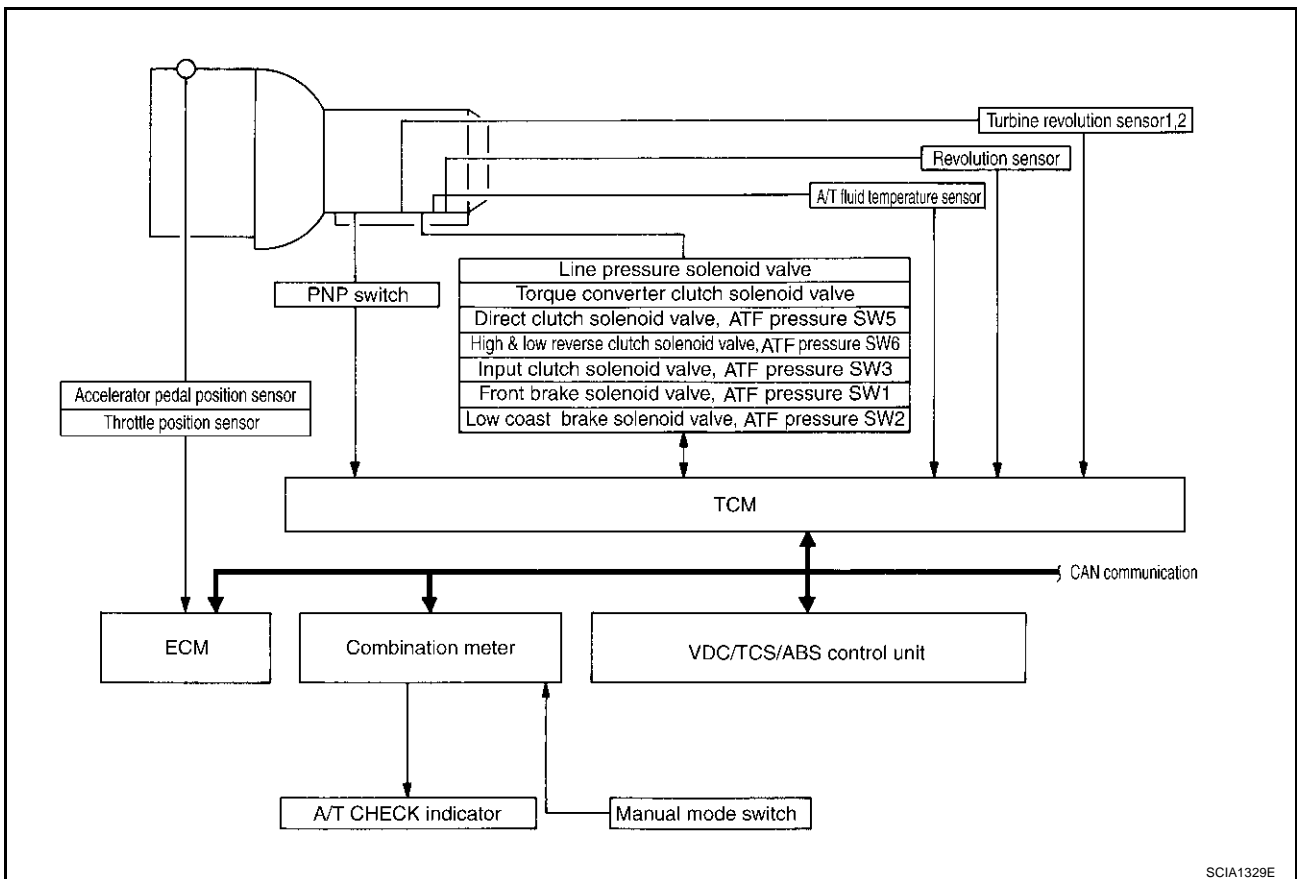 Turbine revolution sensor1,2
Revolution sensor
A/T fluid temperature sensor
Line pressure solenoid valve
PNP switch
Torque converter clutch solenoid valve
Direct clutch solenoid valve, ATF pressure SW5
High & low reverse clutch solenoid valve, ATF pressure SW6
Input clutch solenoid valve, ATF pressure SW3
Accelerator pedal position sensor
Front brake solenoid valve, ATF pressure SW1
Throttle position sensor
Low coast brake solenoid valve, ATF pressure SW2
TCM
CAN communication
ECM
Combination meter
VDC/TCS/ABS control unit
A/T CHECK indicator
Manual mode switch
SCIA1329E